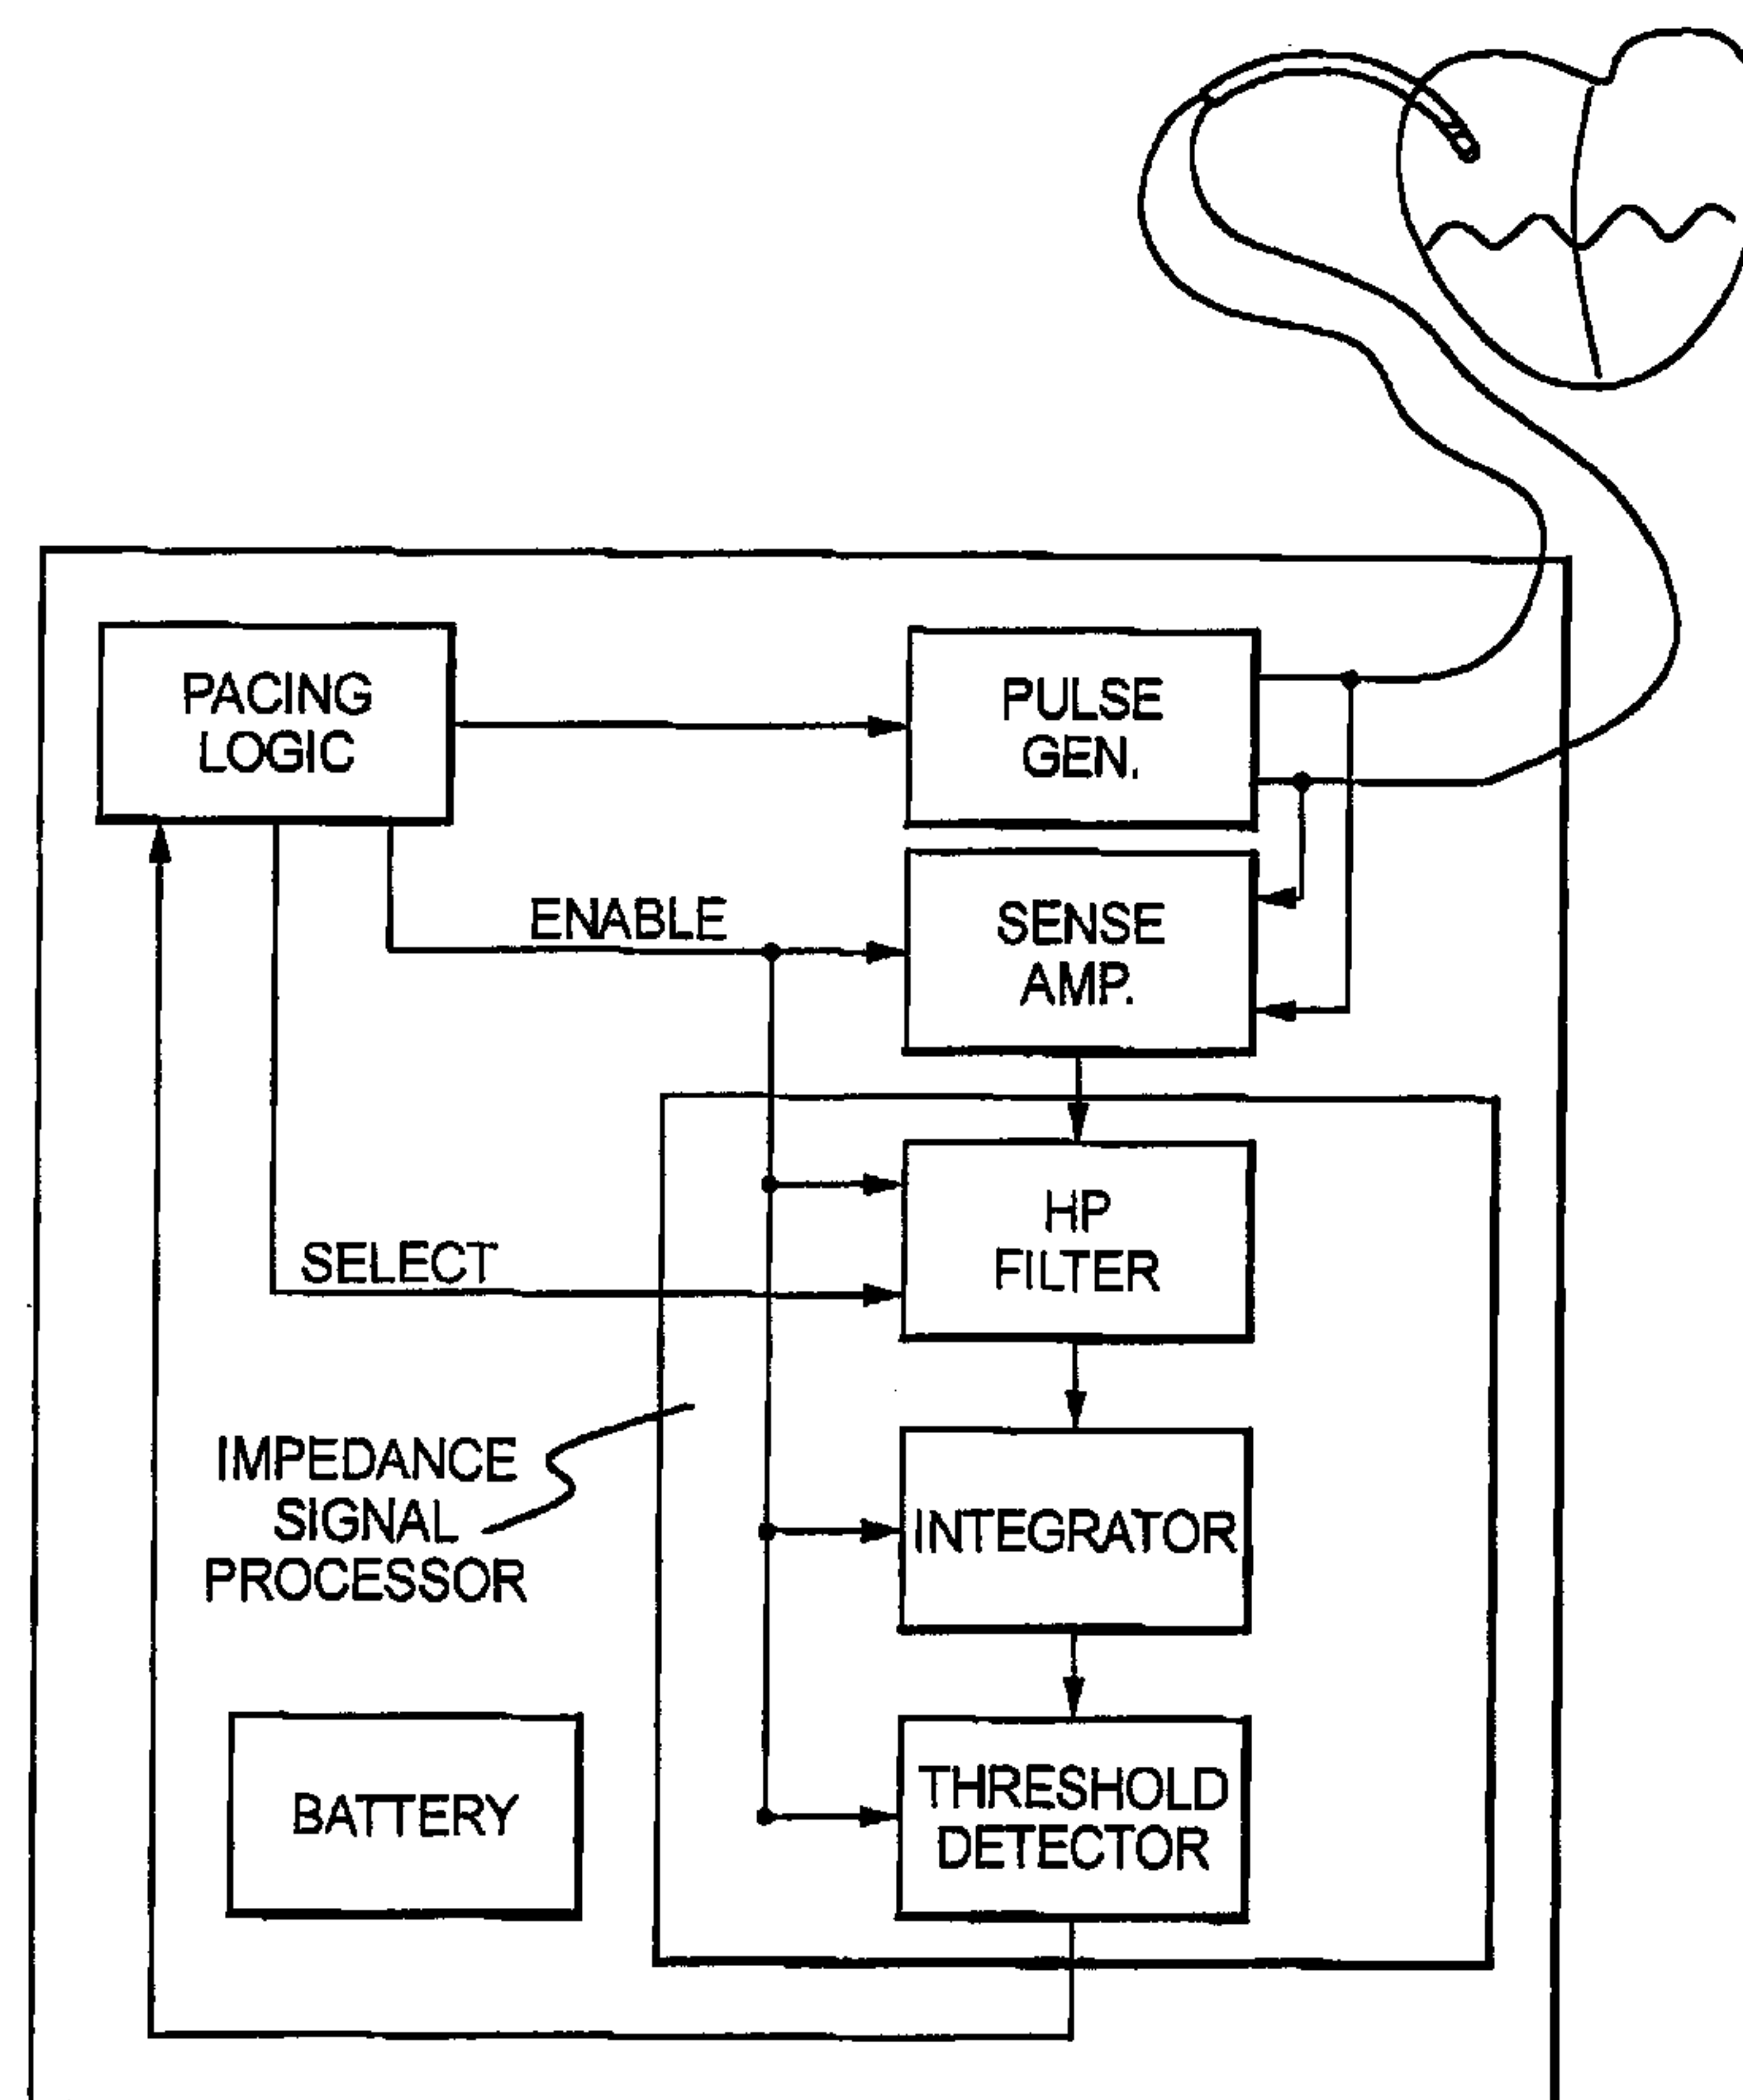 PACING
LOGIC
PULSE
GEN.
ENABLE
SENSE
AMP.
HP
FILTER
SELECT
IMPEDANCE
SIGNAL
PROCESSOR
INTEGRATOR
BATTERY
THRESHOLD
DETECTOR